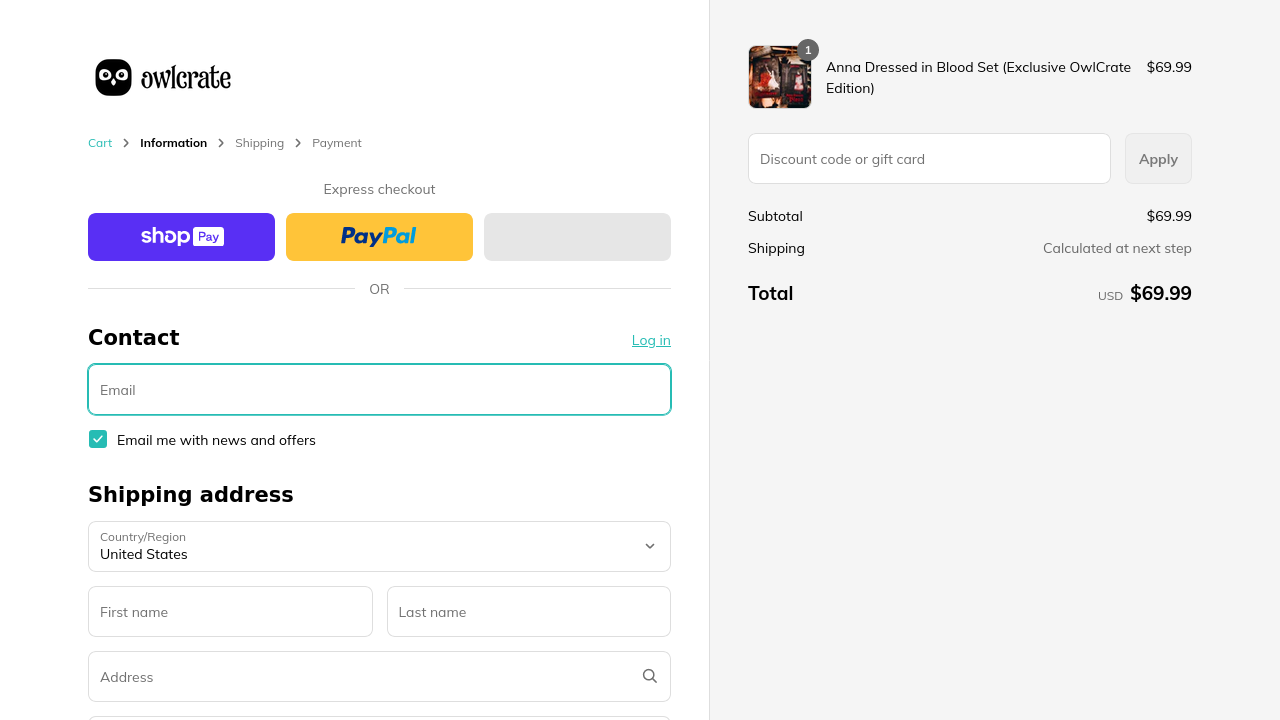 owlcrate
Cart > Information > Shipping > Payment
Express checkout
shop Pay
PayPal
OR
Contact
Log in
Email
Email me with news and offers
Shipping address
Country/Region
United States
First name
Last name
Address
1
Anna Dressed in Blood Set (Exclusive OwlCrate
Edition)
$69.99
Discount code or gift card
Apply
Subtotal
$69.99
Shipping
Calculated at next step
Total
USD $69.99